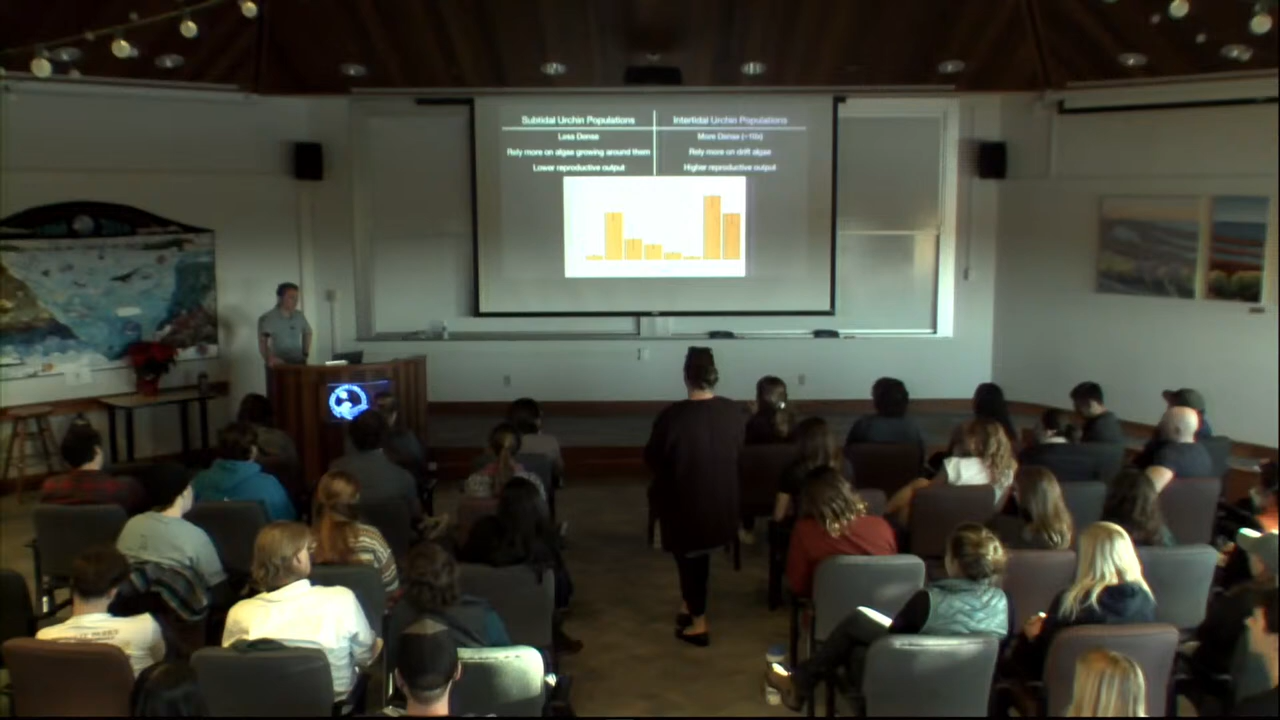 Subtidal Urchin Populations
Intertidal Urchin Populations
Less Dense
More Dense (~10x)
Rely more on algae growing around them
Rely more on drift algae
Lower reproductive output
Higher reproductive output